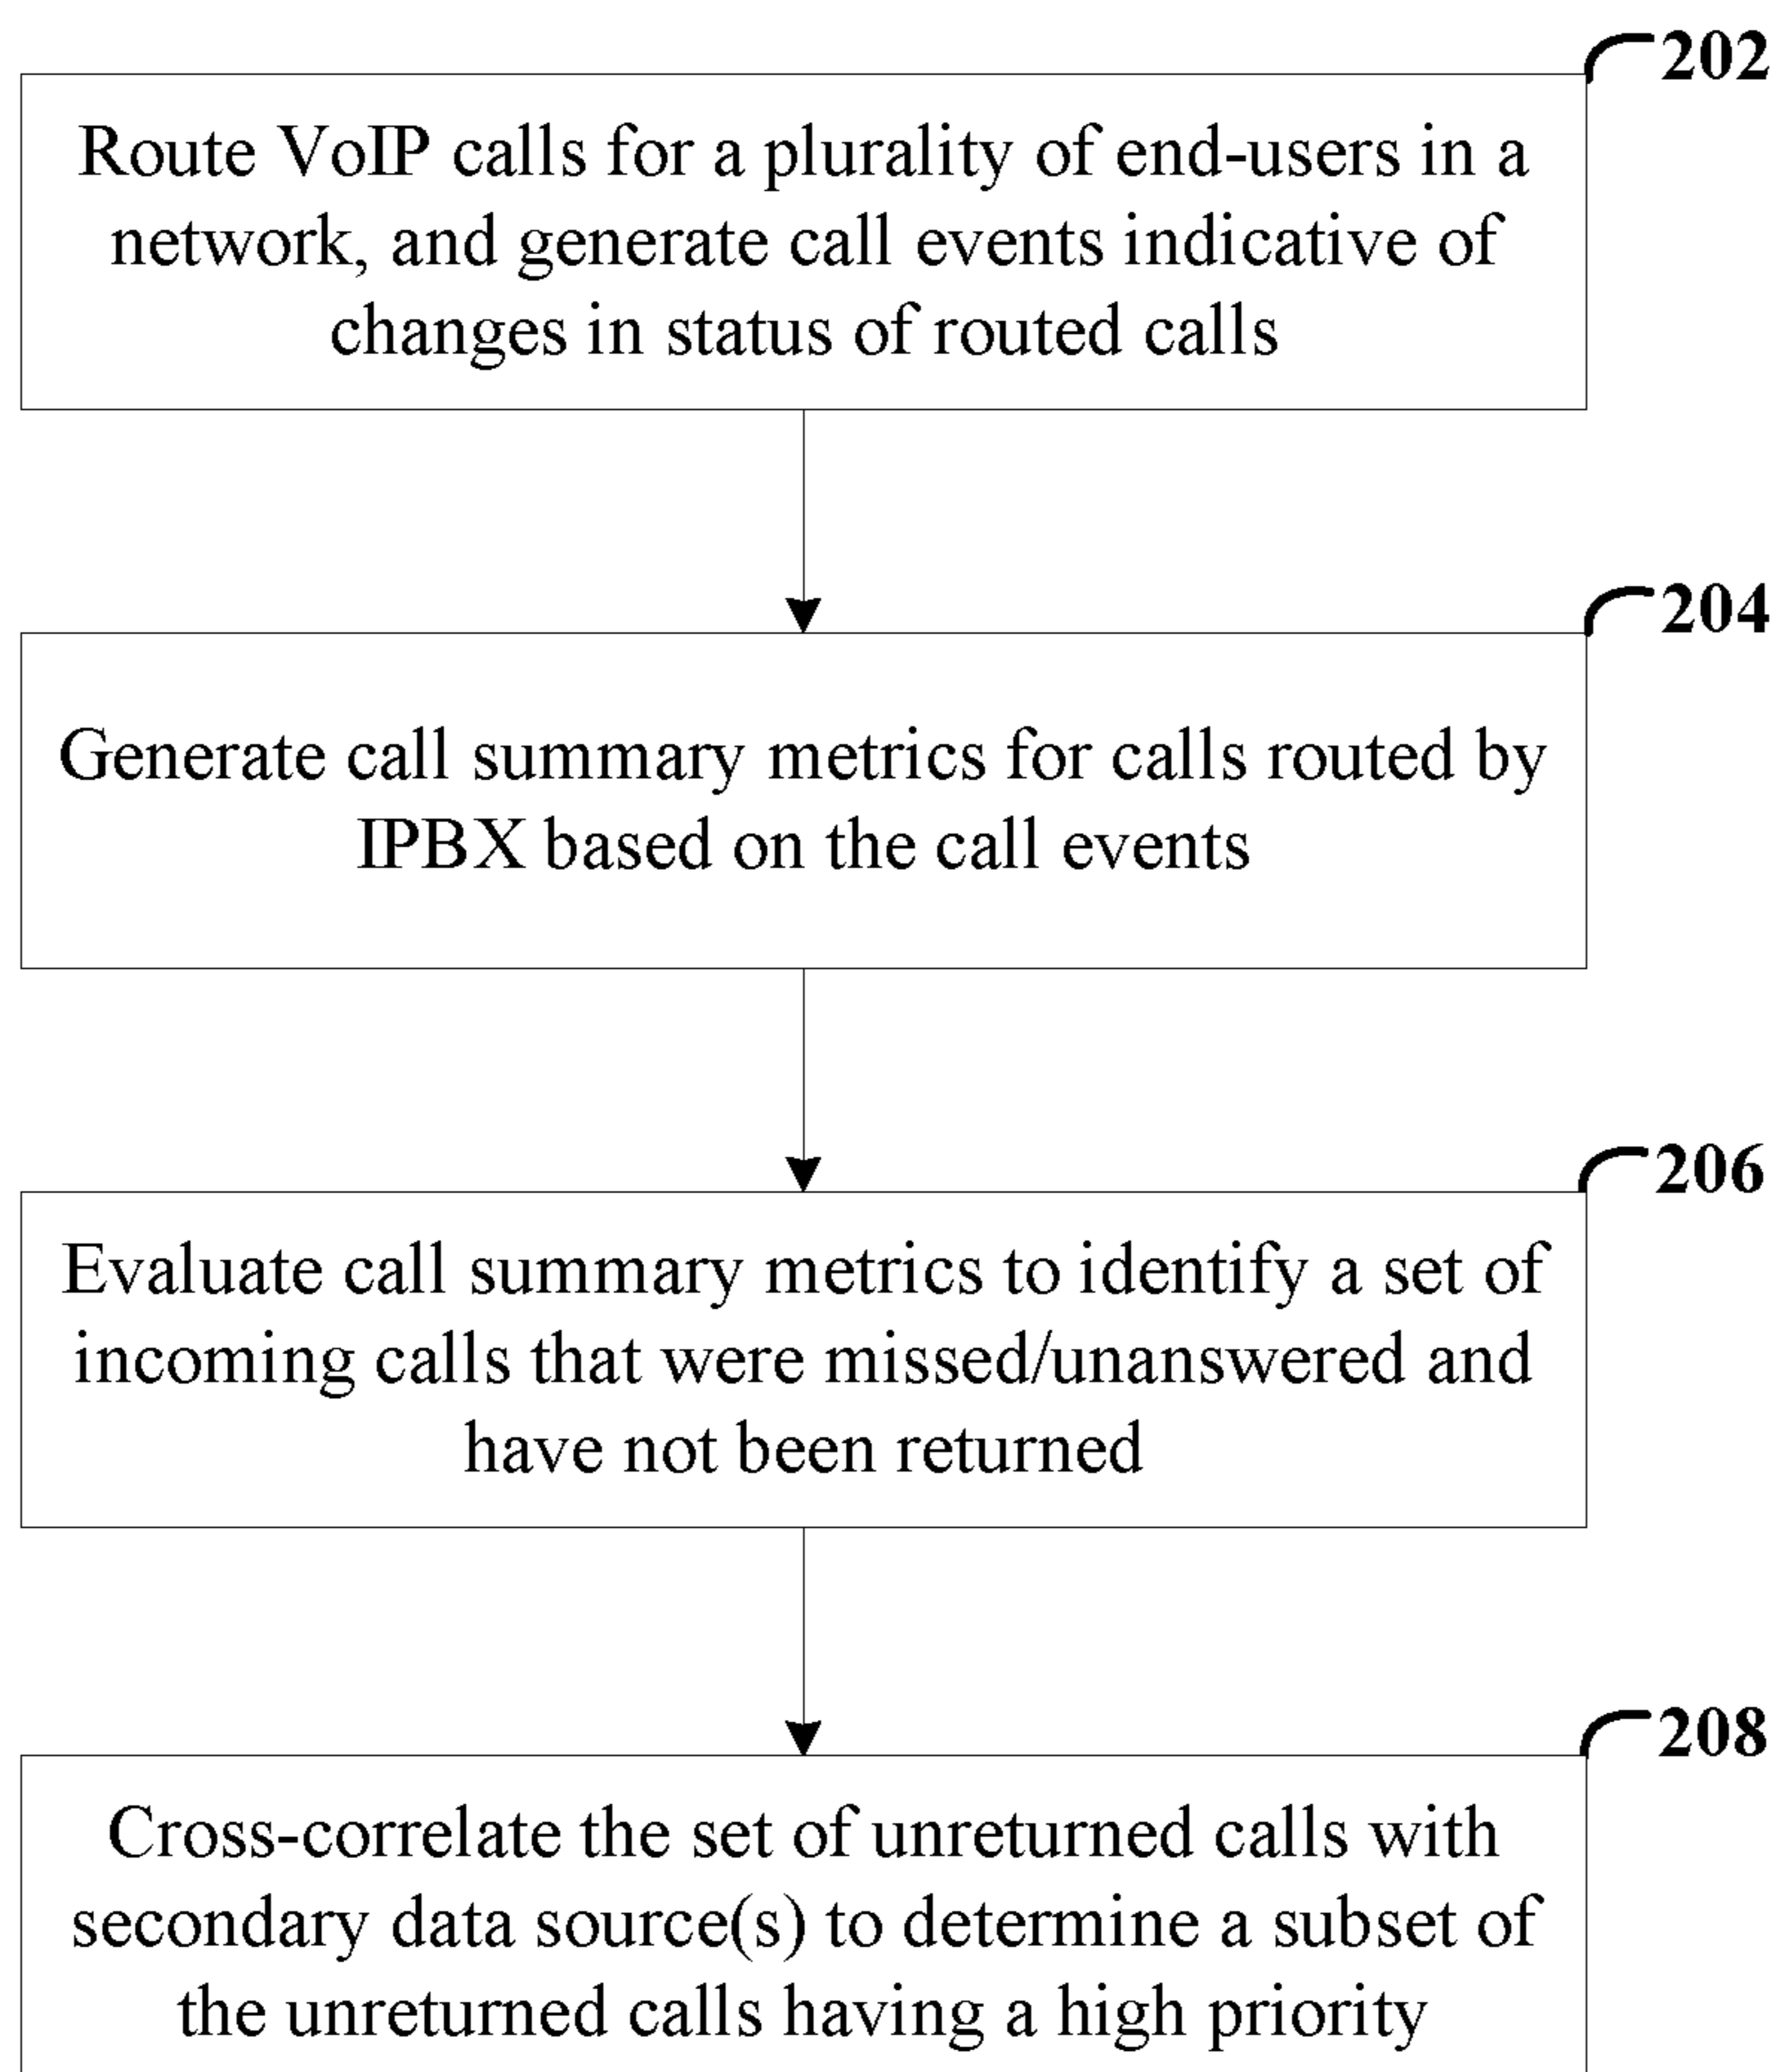 202
Route VoIP calls for a plurality of end-users in a
network, and generate call events indicative of
changes in status of routed calls
204
Generate call summary metrics for calls routed by
IPBX based on the call events
206
Evaluate call summary metrics to identify a set of
incoming calls that were missed/unanswered and
have not been returned
208
Cross-correlate the set of unreturned calls with
secondary data source(s) to determine a subset of
the unreturned calls having a high priority